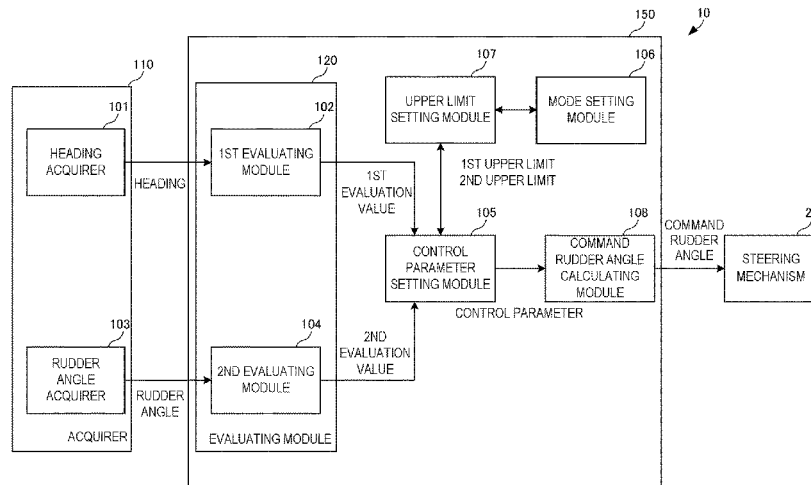 150
10
110
120
107
106
101
HEADING
ACQUIRER
HEADING
102
1ST EVALUATING
MODULE
UPPER LIMIT
SETTING MODULE
MODE SETTING
MODULE
1ST
EVALUATION
VALUE
1ST UPPER LIMIT
2ND UPPER LIMIT
105
CONTROL
PARAMETER
SETTING MODULE
108
COMMAND
RUDDER ANGLE
CALCULATING
MODULE
COMMAND
RUDDER
ANGLE
STEERING
MECHANISM
CONTROL PARAMETER
103
RUDDER
ANGLE
ACQUIRER
RUDDER
ANGLE
104
2ND EVALUATING
MODULE
2ND
EVALUATION
VALUE
ACQUIRER
EVALUATING MODULE